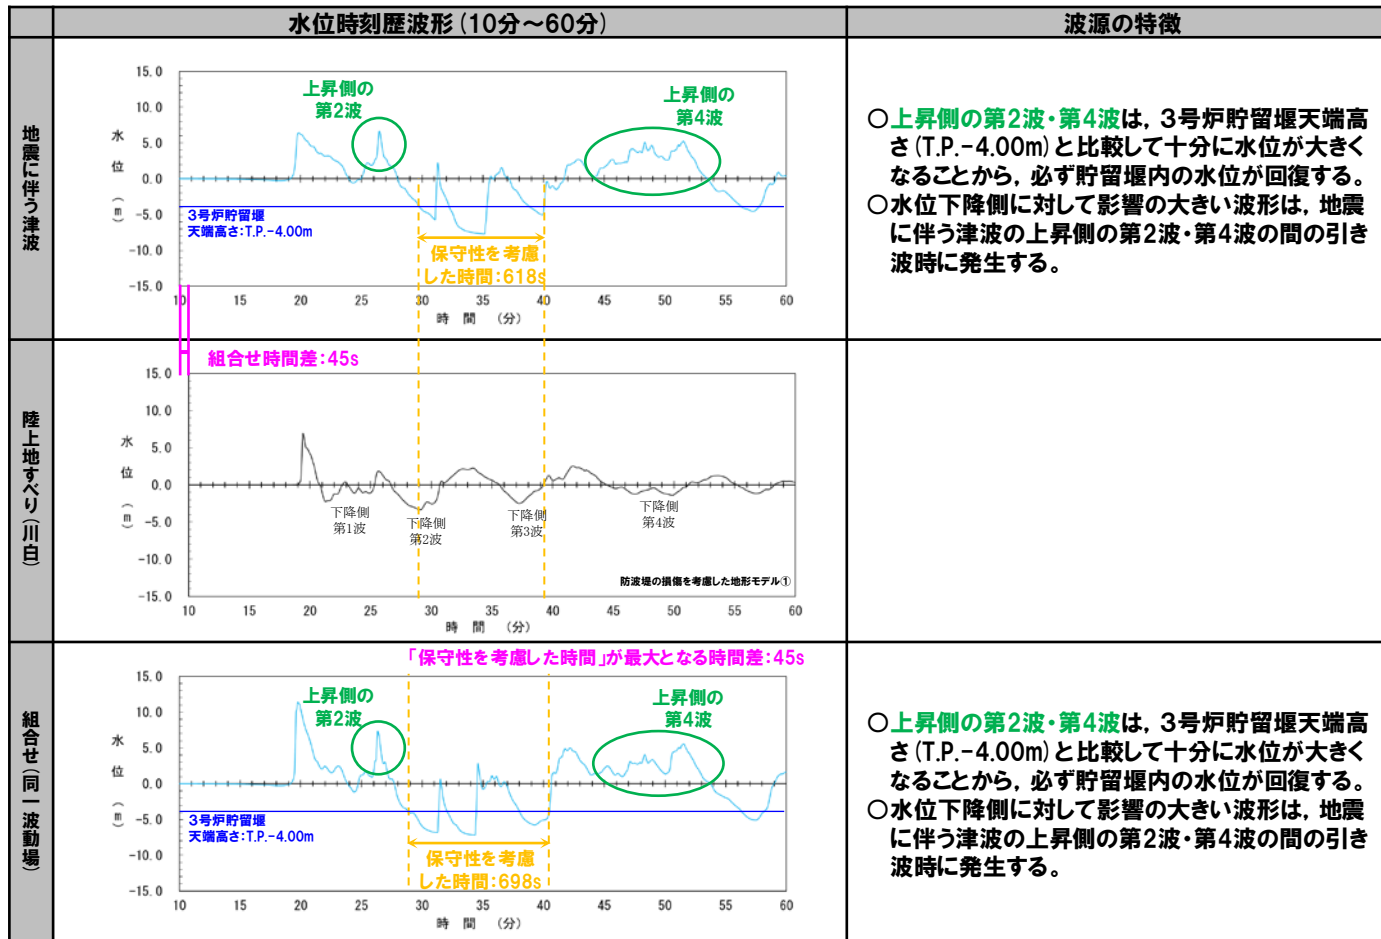 水位時刻歴波形（10分～60分）
波源の特徴
地震に伴う津波
15.0
10.0
5.0
0.0
-5.0
-10.0
-15.0
水位（m）
上昇側の
第2波
上昇側の
第4波
3号炉貯留堰
天端高さ:T.P.-4.00m
保守性を考慮
した時間:618s
10 15 20 25 30 35 40 45 50 55 60
時　間　（分）
○上昇側の第2波・第4波は，3号炉貯留堰天端高
さ（T.P.-4.00m）と比較して十分に水位が大きく
なることから，必ず貯留堰内の水位が回復する。
○水位下降側に対して影響の大きい波形は，地震
に伴う津波の上昇側の第2波・第4波の間の引き
波時に発生する。
陸上地すべり（川白）
組合せ時間差:45s
15.0
10.0
5.0
0.0
-5.0
-10.0
-15.0
水位（m）
下降側
第1波
下降側
第2波
下降側
第3波
下降側
第4波
防波堤の損傷を考慮した地形モデル①
10 20 25 30 35 40 45 50 55 60
時　間　（分）
組合せ（同一波動場）
「保守性を考慮した時間」が最大となる時間差:45s
15.0
10.0
5.0
0.0
-5.0
-10.0
-15.0
水位（m）
上昇側の
第2波
上昇側の
第4波
3号炉貯留堰
天端高さ:T.P.-4.00m
保守性を考慮
した時間:698s
10 15 20 25 30 35 40 45 50 55 60
時　間　（分）
○上昇側の第2波・第4波は，3号炉貯留堰天端高
さ（T.P.-4.00m）と比較して十分に水位が大きく
なることから，必ず貯留堰内の水位が回復する。
○水位下降側に対して影響の大きい波形は，地震
に伴う津波の上昇側の第2波・第4波の間の引き
波時に発生する。